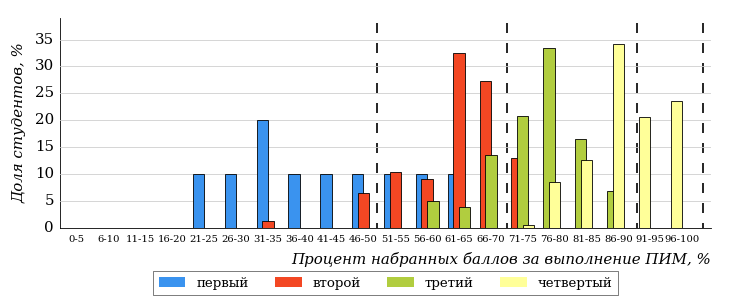 Доля студентов, %
35
30
25
20
15
10
5
0
0-5 6-10 11-15 16-20 21-25 26-30 31-35 36-40 41-45 46-50 51-55 56-60 61-65 66-70 71-75 76-80 81-85 86-90 91-95 96-100
Процент набранных баллов за выполнение ПИМ, %
первый второй третий четвертый